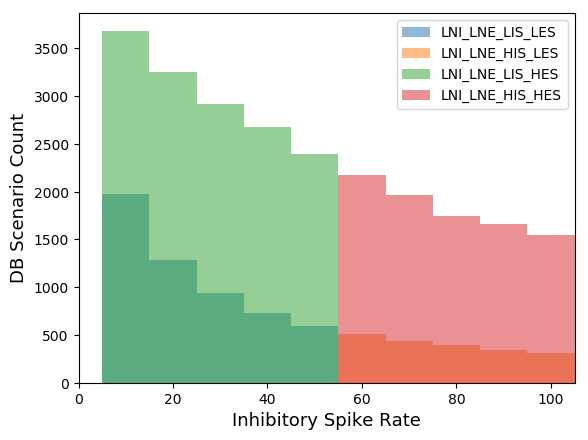 LNI_LNE_LIS_LES
LNI_LNE_HIS_LES
LNI_LNE_LIS_HES
LNI_LNE_HIS_HES
DB Scenario Count
3500
3000
2500
2000
1500
1000
500
0
0 20 40 60 80 100
Inhibitory Spike Rate